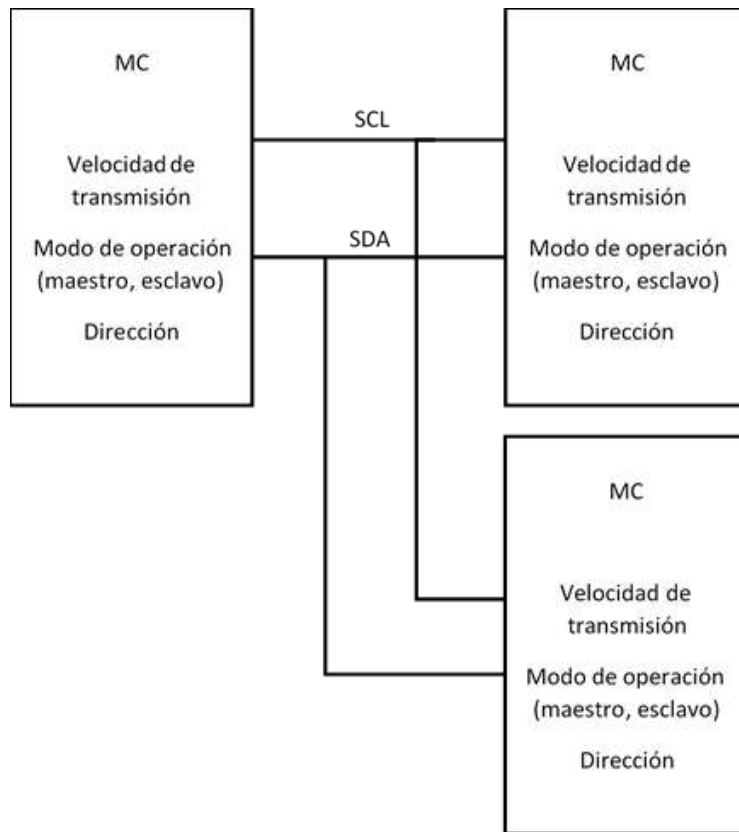 MC
Velocidad de
transmisión
Modo de operación
(maestro, esclavo)
Dirección
SCL
SDA
MC
Velocidad de
transmisión
Modo de operación
(maestro, esclavo)
Dirección
MC
Velocidad de
transmisión
Modo de operación
(maestro, esclavo)
Dirección